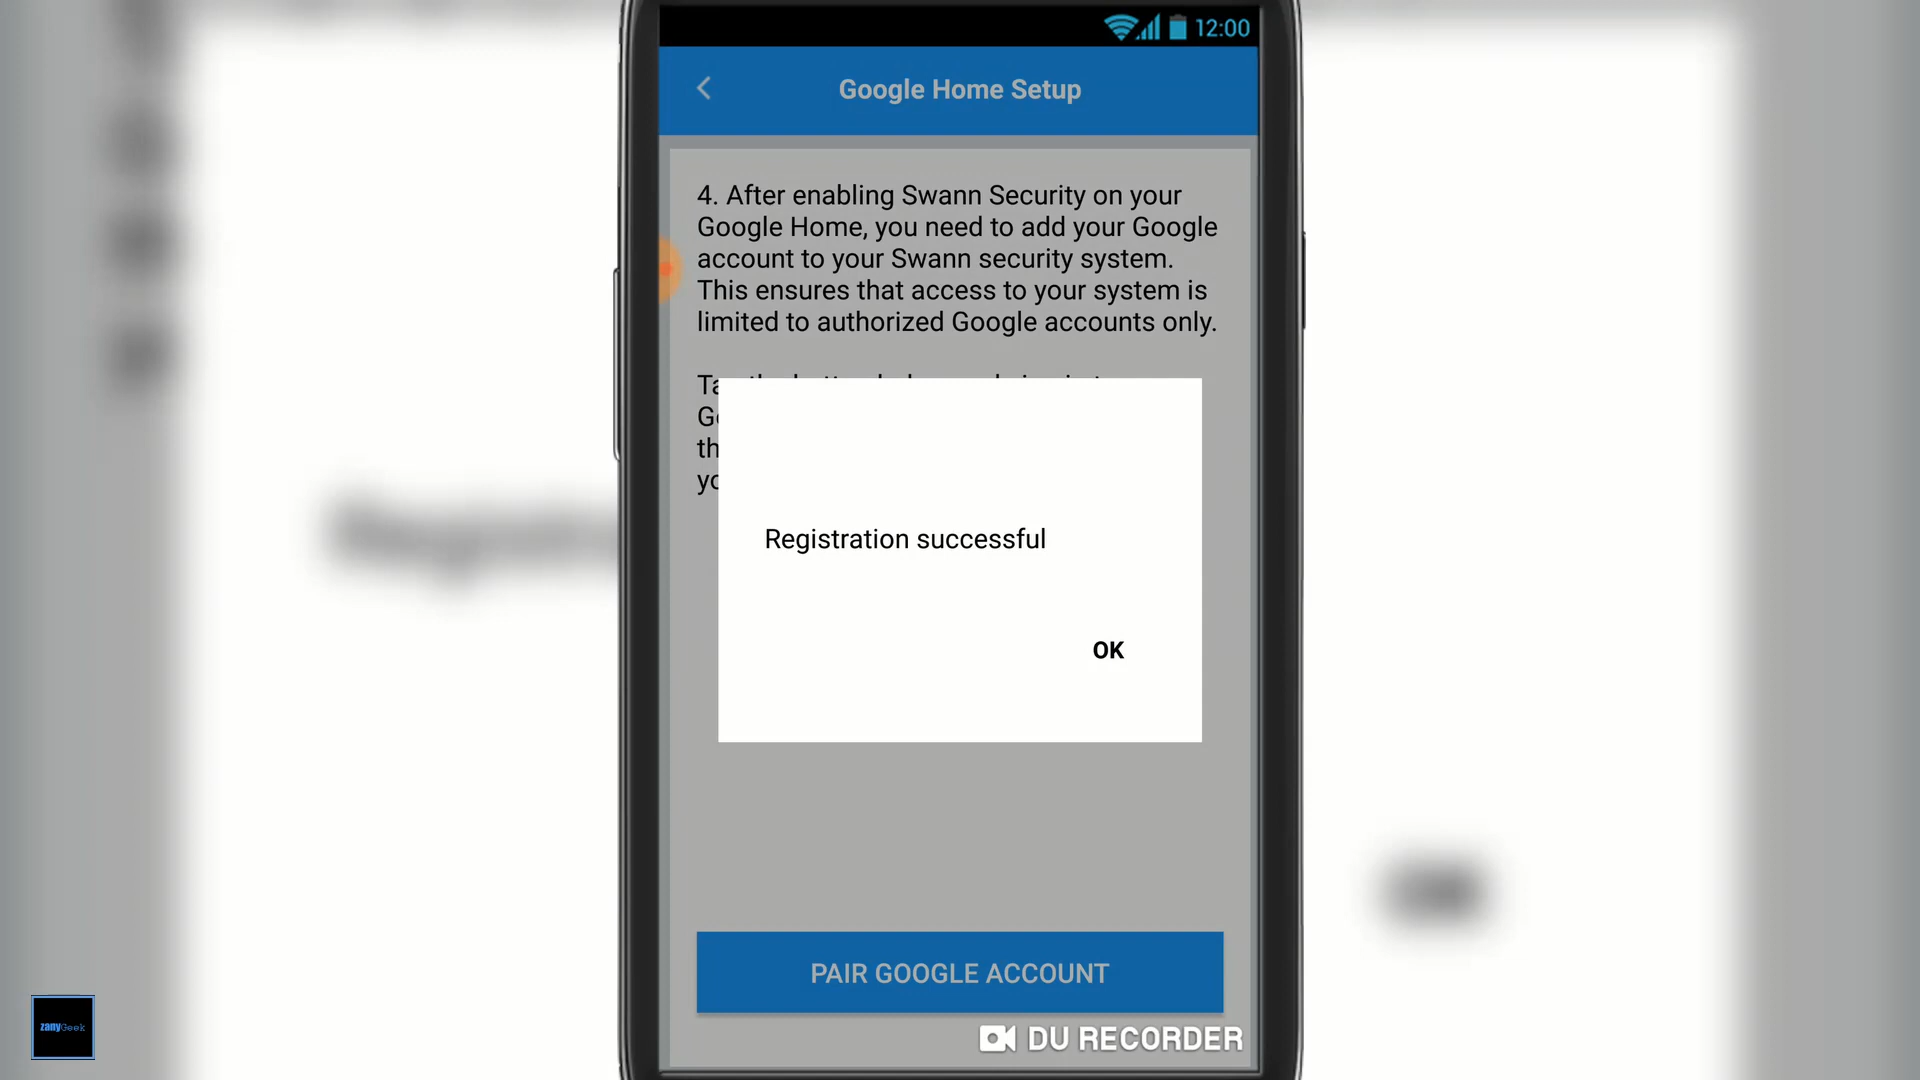 12:00
Google Home Setup
4. After enabling Swann Security on your
Google Home, you need to add your Google
account to your Swann security system.
This ensures that access to your system is
limited to authorized Google accounts only.
Registration successful
OK
PAIR GOOGLE ACCOUNT
DU RECORDER
zanyGeek